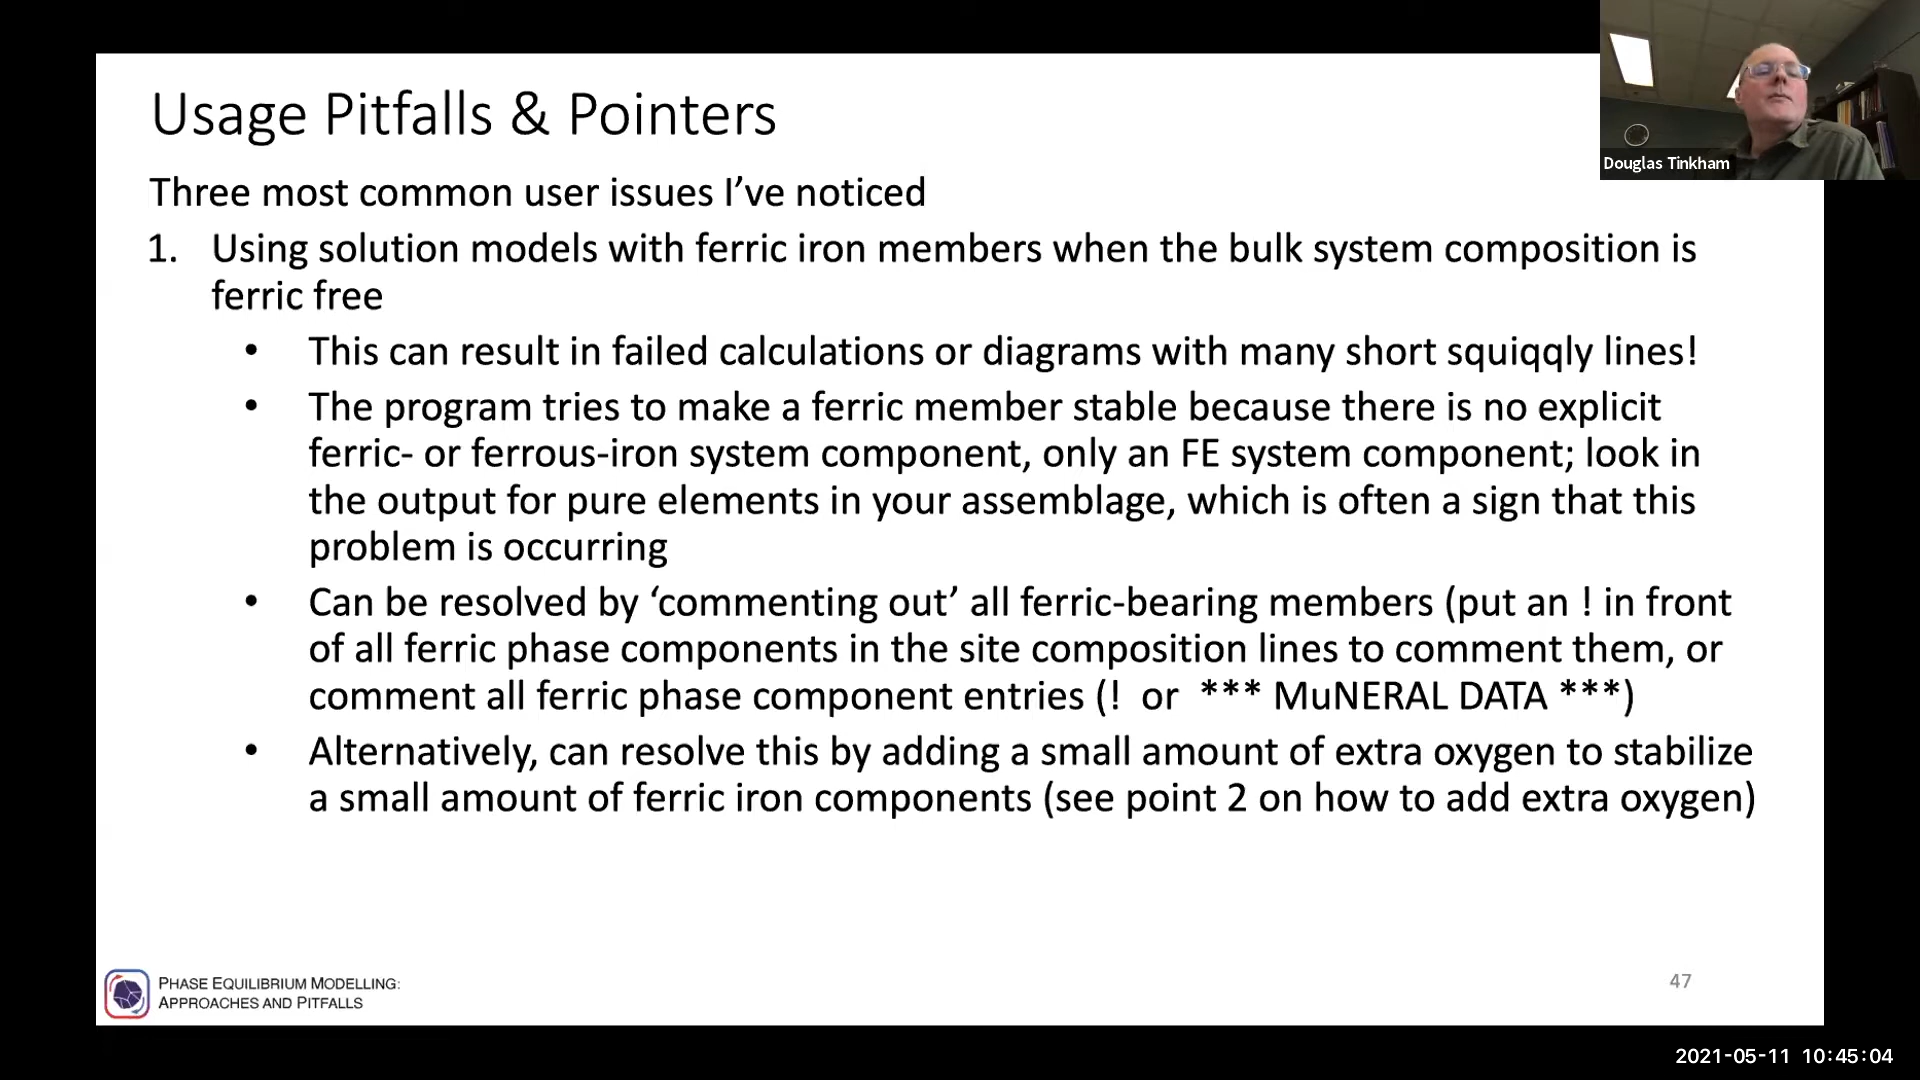 Usage Pitfalls & Pointers
Douglas Tinkham
Three most common user issues I’ve noticed
1. Using solution models with ferric iron members when the bulk system composition is
ferric free
• This can result in failed calculations or diagrams with many short squiqqly lines!
• The program tries to make a ferric member stable because there is no explicit
ferric- or ferrous-iron system component, only an FE system component; look in
the output for pure elements in your assemblage, which is often a sign that this
problem is occurring
• Can be resolved by ‘commenting out’ all ferric-bearing members (put an ! in front
of all ferric phase components in the site composition lines to comment them, or
comment all ferric phase component entries (! or *** MuNERAL DATA ***)
• Alternatively, can resolve this by adding a small amount of extra oxygen to stabilize
a small amount of ferric iron components (see point 2 on how to add extra oxygen)
PHASE EQUILIBRIUM MODELLING:
APPROACHES AND PITFALLS
47
2021-05-11 10:45:04